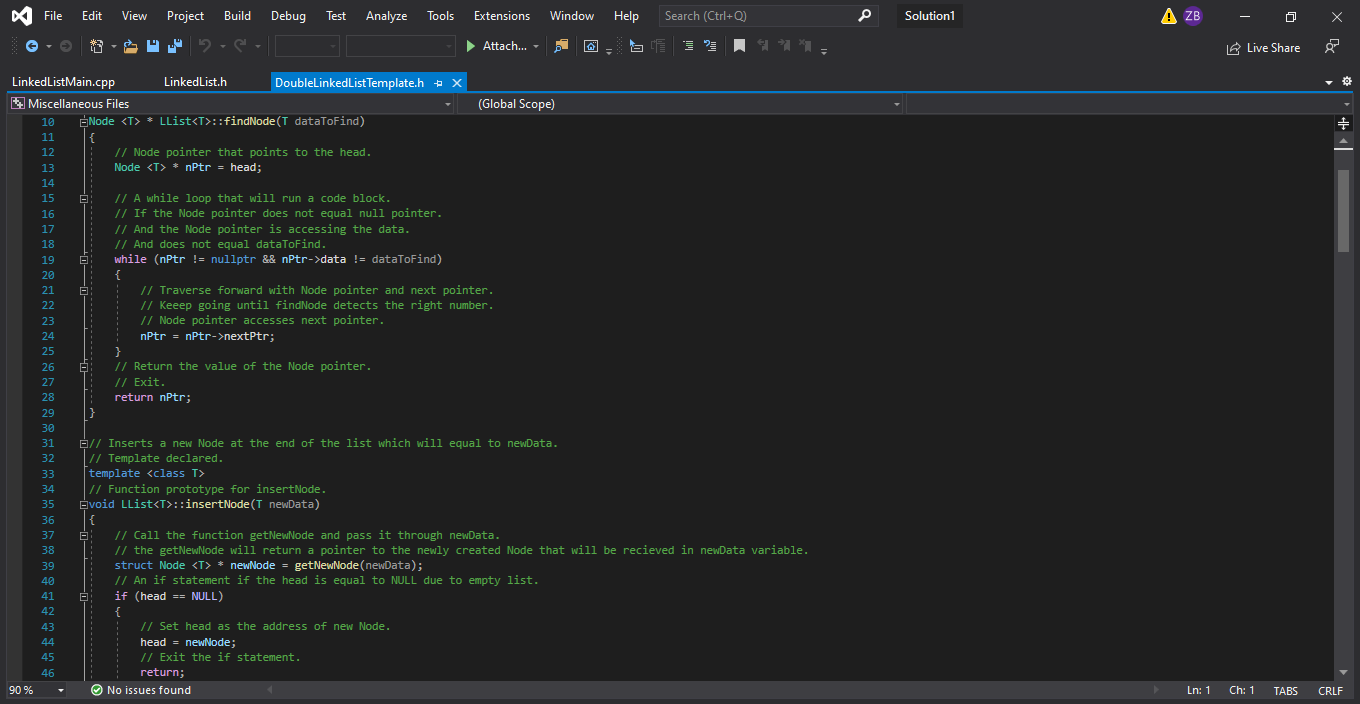 File Edit View Project Build Debug Test Analyze Tools Extensions Window Help Search (Ctrl+Q) Solution1 ZB
Attach... Live Share
LinkedListMain.cpp LinkedList.h DoubleLinkedListTemplate.h
Miscellaneous Files (Global Scope)
10 Node <T> * LList<T>::findNode(T dataToFind)
11 {
12 // Node pointer that points to the head.
13 Node <T> * nPtr = head;
14
15 // A while loop that will run a code block.
16 // If the Node pointer does not equal null pointer.
17 // And the Node pointer is accessing the data.
18 // And does not equal dataToFind.
19 while (nPtr != nullptr && nPtr->data != dataToFind)
20 {
21 // Traverse forward with Node pointer and next pointer.
22 // Keeep going until findNode detects the right number.
23 // Node pointer accesses next pointer.
24 nPtr = nPtr->nextPtr;
25 }
26 // Return the value of the Node pointer.
27 // Exit.
28 return nPtr;
29 }
30
31 // Inserts a new Node at the end of the list which will equal to newData.
32 // Template declared.
33 template <class T>
34 // Function prototype for insertNode.
35 void LList<T>::insertNode(T newData)
36 {
37 // Call the function getNewNode and pass it through newData.
38 // the getNewNode will return a pointer to the newly created Node that will be recieved in newData variable.
39 struct Node <T> * newNode = getNewNode(newData);
40 // An if statement if the head is equal to NULL due to empty list.
41 if (head == NULL)
42 {
43 // Set head as the address of new Node.
44 head = newNode;
45 // Exit the if statement.
46 return;
90 % No issues found Ln: 1 Ch: 1 TABS CRLF